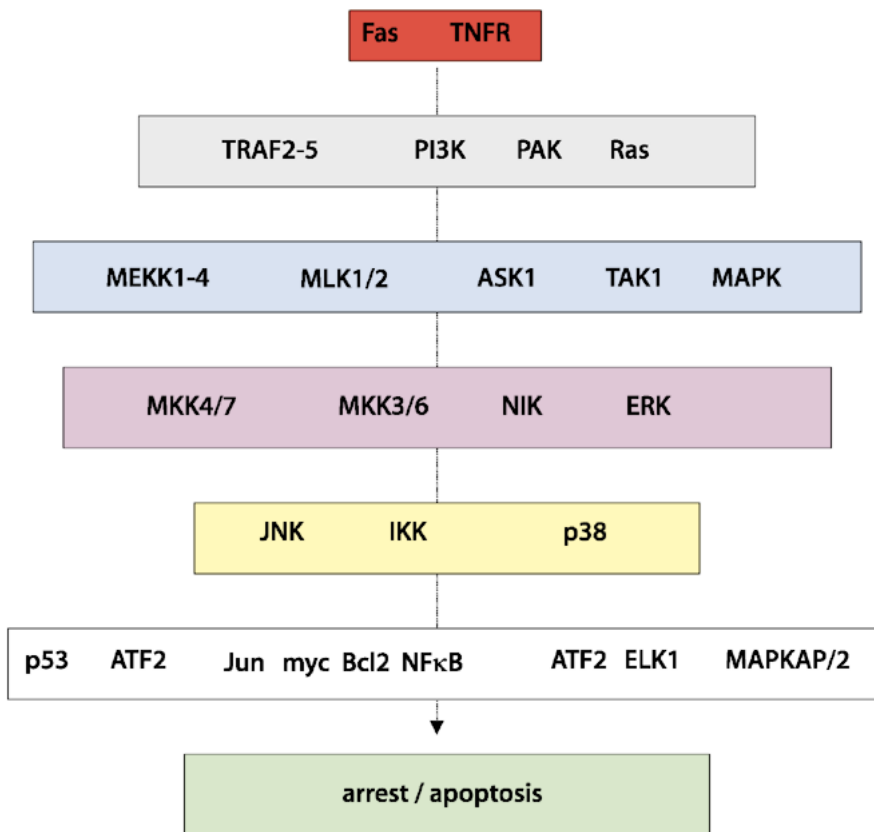 Fas TNFR
TRAF2-5 PI3K PAK Ras
MEKK1-4 MLK1/2 ASK1 TAK1 MAPK
MKK4/7 MKK3/6 NIK ERK
JNK IKK p38
p53 ATF2 Jun myc Bcl2 NFκB ATF2 ELK1 MAPKAP/2
arrest / apoptosis